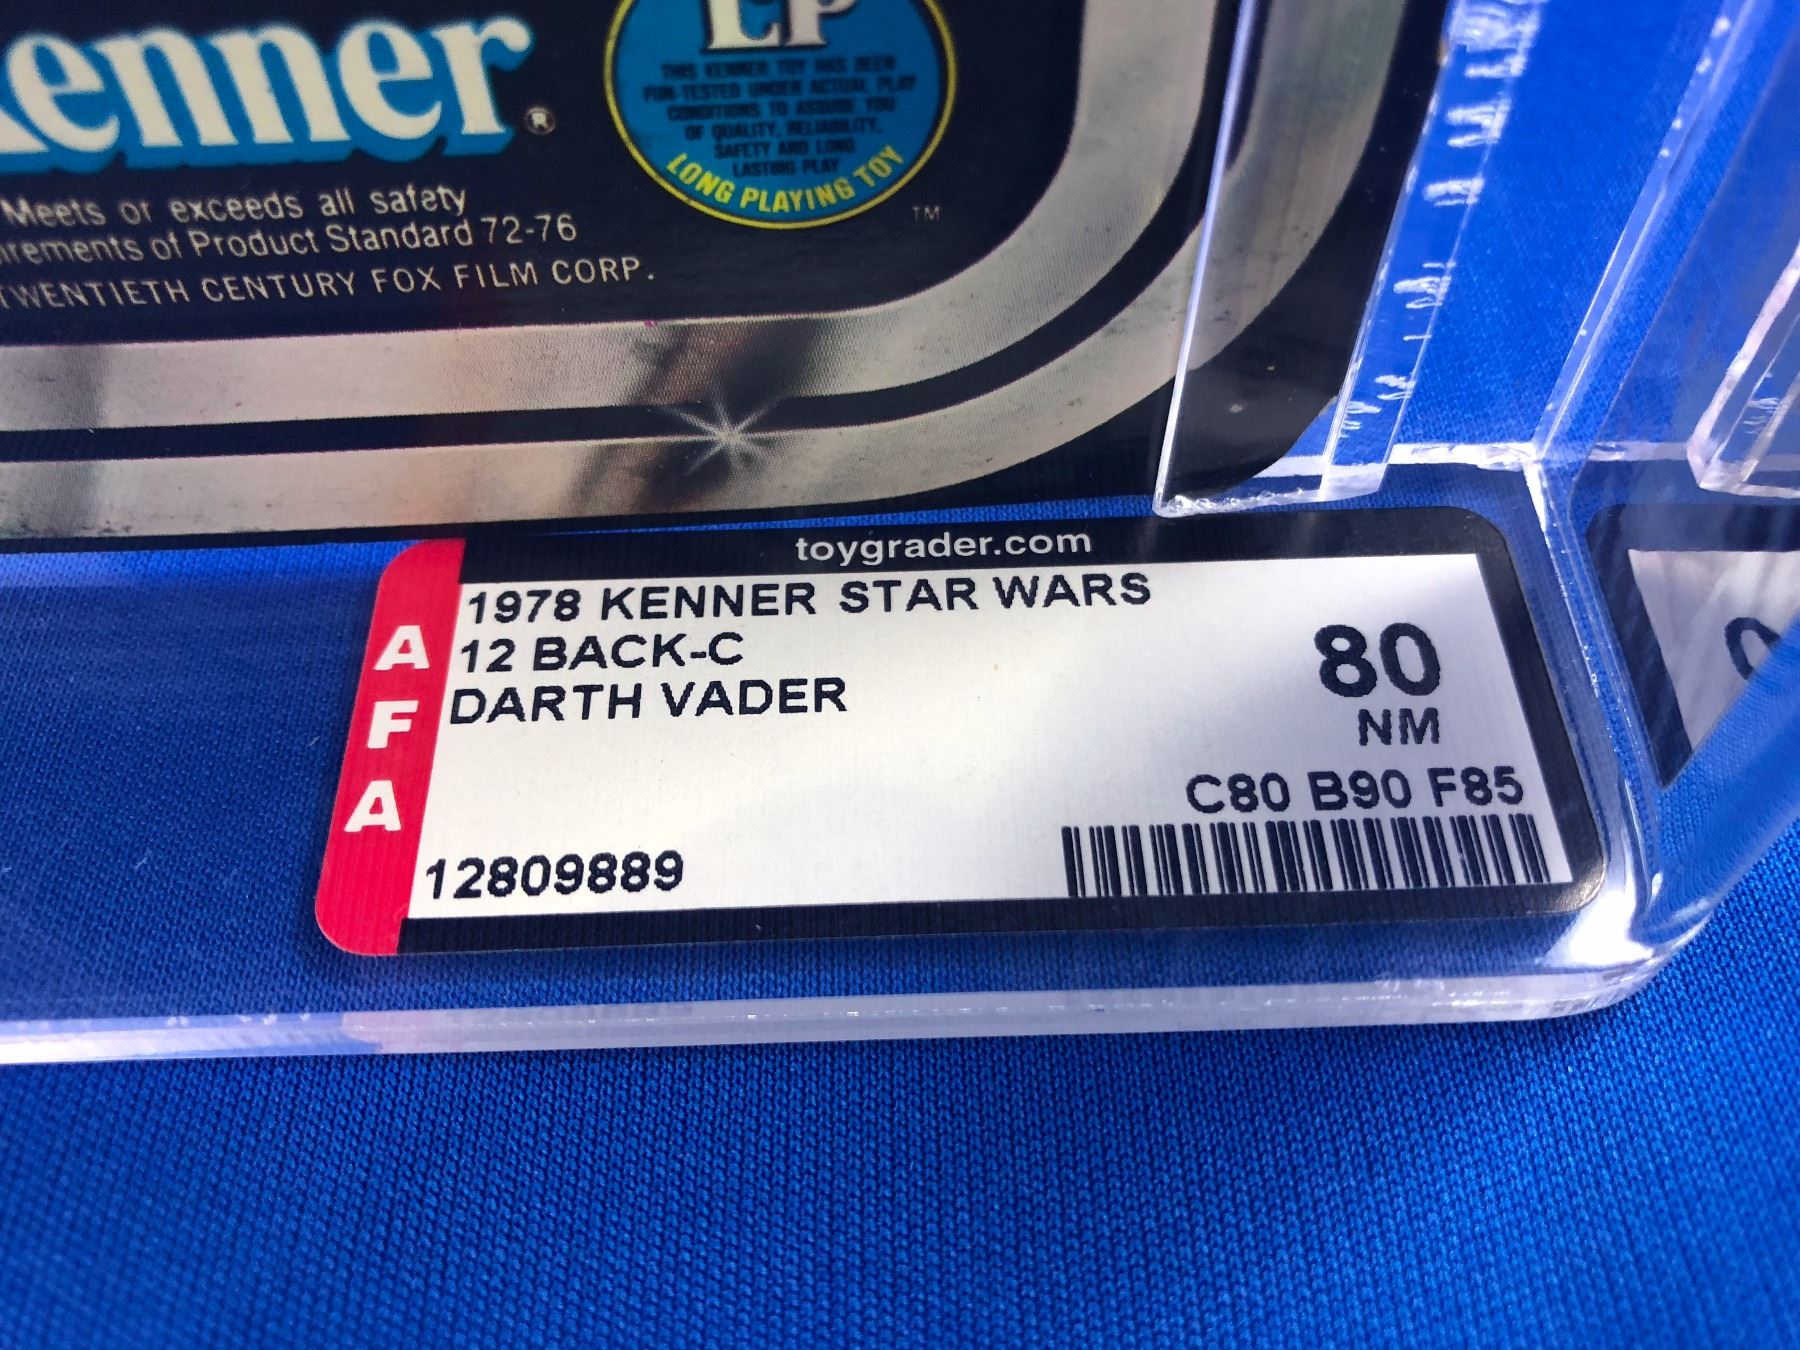 enner®
LP
THIS KENNER TOY HAS BEEN
FUN-TESTED UNDER ACTUAL PLAY
CONDITIONS TO ASSURE YOU
OF QUALITY, RELIABILITY,
SAFETY AND LONG
LASTING PLAY
LONG PLAYING TOY
TM
Meets or exceeds all safety
irements of Product Standard 72-76
TWENTIETH CENTURY FOX FILM CORP.
toygrader.com
AFA
1978 KENNER STAR WARS
12 BACK-C
DARTH VADER
80
NM
C80 B90 F85
12809889